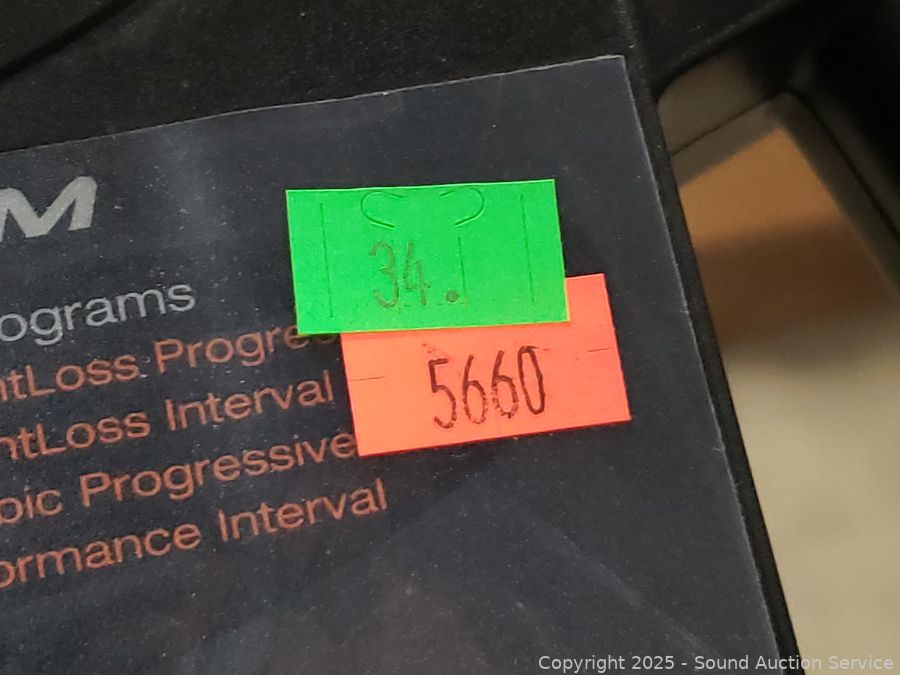 M
ograms
ntLoss Progre
ntLoss Interval
bic Progressive
ormance Interval
34.
5660
Copyright 2025 - Sound Auction Service